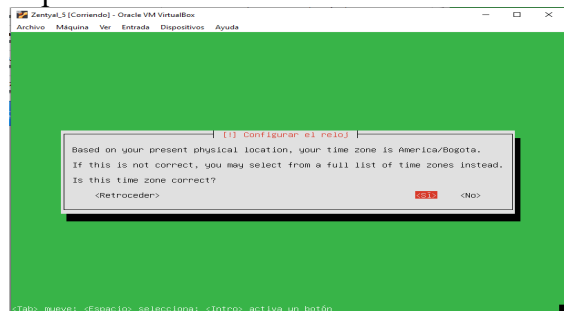 Zentyal_5 [Corriendo] - Oracle VM VirtualBox
Archivo Máquina Ver Entrada Dispositivos Ayuda
[!] Configurar el reloj
Based on your present physical location, your time zone is America/Bogota.
If this is not correct, you may select from a full list of time zones instead.
Is this time zone correct?
<Retroceder> <Sí> <No>
<Tab> mueve; <Espacio> selecciona; <Intro> activa un botón